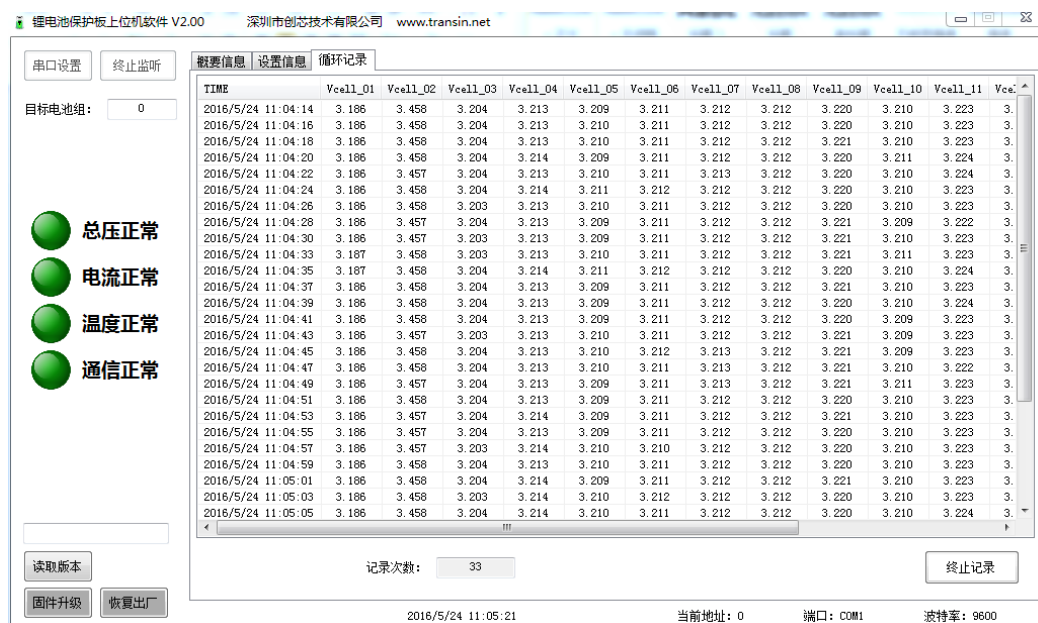 锂电池保护板上位机软件 V2.00 深圳市创芯技术有限公司 www.transin.net
串口设置 终止监听
概要信息 设置信息 循环记录
目标电池组： 0
TIME Vcell_01 Vcell_02 Vcell_03 Vcell_04 Vcell_05 Vcell_06 Vcell_07 Vcell_08 Vcell_09 Vcell_10 Vcell_11 Vce
2016/5/24 11:04:14 3.186 3.458 3.204 3.213 3.209 3.211 3.212 3.212 3.220 3.210 3.223 3.
2016/5/24 11:04:16 3.186 3.458 3.204 3.213 3.210 3.211 3.212 3.212 3.220 3.210 3.223 3.
2016/5/24 11:04:18 3.186 3.458 3.204 3.213 3.210 3.211 3.212 3.212 3.221 3.210 3.223 3.
2016/5/24 11:04:20 3.186 3.458 3.204 3.214 3.209 3.211 3.212 3.212 3.220 3.211 3.224 3.
2016/5/24 11:04:22 3.186 3.457 3.204 3.213 3.210 3.211 3.213 3.212 3.220 3.210 3.224 3.
2016/5/24 11:04:24 3.186 3.458 3.204 3.214 3.211 3.212 3.212 3.212 3.220 3.210 3.223 3.
2016/5/24 11:04:26 3.186 3.458 3.203 3.213 3.210 3.211 3.212 3.212 3.220 3.210 3.223 3.
2016/5/24 11:04:28 3.186 3.457 3.204 3.213 3.209 3.211 3.212 3.212 3.221 3.209 3.222 3.
2016/5/24 11:04:30 3.186 3.457 3.203 3.213 3.209 3.211 3.212 3.212 3.221 3.210 3.223 3.
2016/5/24 11:04:33 3.187 3.458 3.203 3.213 3.210 3.211 3.212 3.212 3.221 3.211 3.223 3.
2016/5/24 11:04:35 3.187 3.458 3.204 3.214 3.211 3.212 3.212 3.212 3.220 3.210 3.224 3.
2016/5/24 11:04:37 3.186 3.458 3.204 3.213 3.209 3.211 3.212 3.212 3.221 3.210 3.223 3.
2016/5/24 11:04:39 3.186 3.458 3.204 3.213 3.209 3.211 3.212 3.212 3.220 3.210 3.224 3.
2016/5/24 11:04:41 3.186 3.458 3.204 3.213 3.209 3.211 3.212 3.212 3.220 3.209 3.223 3.
2016/5/24 11:04:43 3.186 3.457 3.203 3.213 3.210 3.211 3.212 3.212 3.221 3.209 3.223 3.
2016/5/24 11:04:45 3.186 3.458 3.204 3.213 3.210 3.212 3.213 3.212 3.221 3.209 3.223 3.
2016/5/24 11:04:47 3.186 3.458 3.204 3.213 3.210 3.211 3.213 3.212 3.221 3.210 3.222 3.
2016/5/24 11:04:49 3.186 3.457 3.204 3.213 3.209 3.211 3.213 3.212 3.221 3.211 3.223 3.
2016/5/24 11:04:51 3.186 3.458 3.204 3.213 3.209 3.211 3.212 3.212 3.220 3.210 3.223 3.
2016/5/24 11:04:53 3.186 3.457 3.204 3.214 3.209 3.211 3.212 3.212 3.221 3.210 3.223 3.
2016/5/24 11:04:55 3.186 3.457 3.204 3.213 3.209 3.211 3.212 3.212 3.220 3.210 3.223 3.
2016/5/24 11:04:57 3.186 3.457 3.203 3.214 3.210 3.210 3.212 3.212 3.220 3.210 3.223 3.
2016/5/24 11:04:59 3.186 3.458 3.204 3.213 3.210 3.211 3.212 3.212 3.220 3.210 3.223 3.
2016/5/24 11:05:01 3.186 3.458 3.204 3.214 3.209 3.211 3.212 3.212 3.221 3.210 3.223 3.
2016/5/24 11:05:03 3.186 3.458 3.203 3.214 3.210 3.212 3.212 3.212 3.220 3.210 3.223 3.
2016/5/24 11:05:05 3.186 3.458 3.204 3.214 3.210 3.211 3.212 3.212 3.220 3.210 3.224 3.
总压正常
电流正常
温度正常
通信正常
读取版本
记录次数： 33
终止记录
固件升级 恢复出厂
2016/5/24 11:05:21 当前地址：0 端口：COM1 波特率：9600